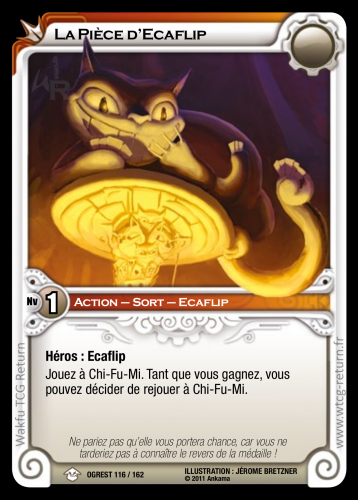 La Pièce d'Ecaflip
Nv 1 Action – Sort – Ecaflip
Héros : Ecaflip
Jouez à Chi-Fu-Mi. Tant que vous gagnez, vous
pouvez décider de rejouer à Chi-Fu-Mi.
Ne pariez pas qu'elle vous portera chance, car vous ne
tarderiez pas à connaître le revers de la médaille !
OGREST 116 / 162
ILLUSTRATION : JÉRÔME BRETZNER
© 2011 Ankama
Wakfu TCG Return
www.wtcg-return.fr